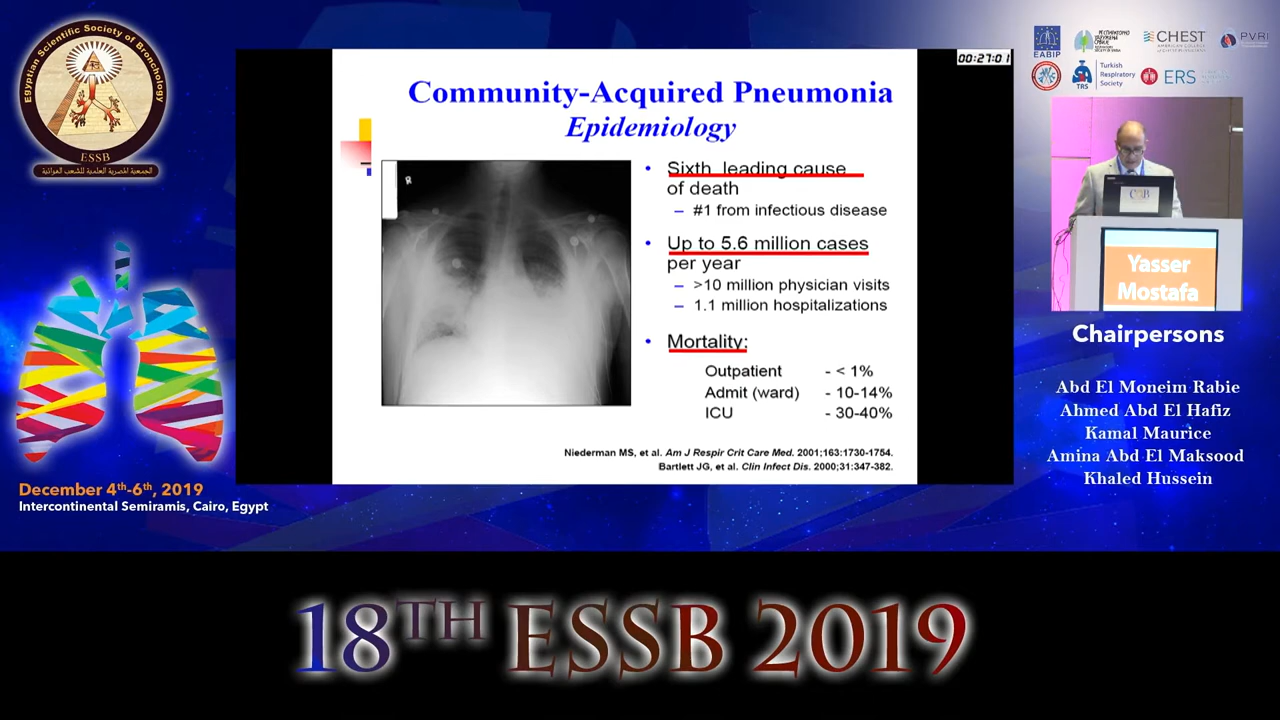 Egyptian Scientific Society of Bronchology
ESSB
الجمعية المصرية العلمية للشعب الهوائية
December 4th-6th, 2019
Intercontinental Semiramis, Cairo, Egypt
00:27:01
Community-Acquired Pneumonia
Epidemiology
R
• Sixth leading cause
of death
– #1 from infectious disease
• Up to 5.6 million cases
per year
– >10 million physician visits
– 1.1 million hospitalizations
• Mortality:
Outpatient - < 1%
Admit (ward) - 10-14%
ICU - 30-40%
Niederman MS, et al. Am J Respir Crit Care Med. 2001;163:1730-1754.
Bartlett JG, et al. Clin Infect Dis. 2000;31:347-382.
EABIP
CHEST
PVRI
TRS
Turkish
Respiratory
Society
ERS
Yasser
Mostafa
Chairpersons
Abd El Moneim Rabie
Ahmed Abd El Hafiz
Kamal Maurice
Amina Abd El Maksood
Khaled Hussein
18TH ESSB 2019